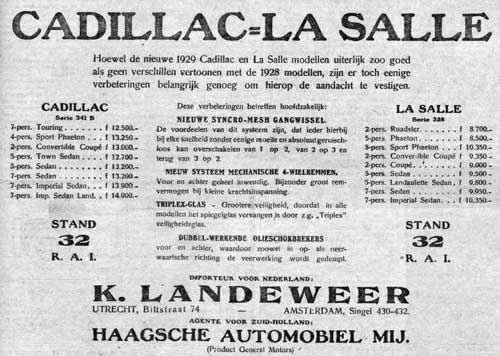 CADILLAC=LA SALLE
Hoewel de nieuwe 1929 Cadillac en La Salle modellen uiterlijk zoo goed
als geen verschillen vertoonen met de 1928 modellen, zijn er toch eenige
verbeteringen belangrijk genoeg om hierop de aandacht te vestigen.
CADILLAC
Serie 341 B
7-pers. Touring . . . . . . . f 12.500.-
4-pers. Sport Phaeton . . . . f 13.250.-
2-pers. Convertible Coupé f 13.000.-
5-pers. Town Sedan . . . . f 12.700.-
5-pers. Sedan . . . . . . . f 13.200.-
7-pers. Sedan . . . . . . . f 13.200.-
7-pers. Imperial Sedan . . . f 13.000.-
7-pers. Imp. Sedan Land. . . f 14.900.-
STAND
32
R. A. I.
Deze verbeteringen betreffen hoofdzakelijk:
NIEUWE SYNCRO-MESH GANGWISSEL.
De voordeelen van dit systeem zijn, dat ieder hierbij
bij elke snelheid zonder eenige moeite en absoluut geruisch-
loos kan overschakelen van 1 op 2, van 2 op 3 en
terug van 3 op 2.
NIEUW SYSTEEM MECHANISCHE 4-WIELREMMEN.
Voor en achter geheel inwendig. Bijzonder groot rem-
vermogen bij kleine krachtsinspanning.
TRIPLEX-GLAS - Grootere veiligheid, doordat in alle
modellen het spiegelglas vervangen is door z.g. „Triplex"
veiligheidsglas.
DUBBEL-WERKENDE OLIESCHOKBREKERS
voor en achter, waardoor zoowel in op- als neer-
waartsche richting de veerwerking wordt gedempt.
LA SALLE
Serie 328
2-pers. Roadster. . . . . . f 8.700.-
5-pers. Phaeton. . . . . . f
5-pers. Sport Phaeton . . . f 10.350.-
2-pers. Convertible Coupé f 9.350.-
2-pers. Coupé. . . . . . . f 9.000.-
5-pers. Sedan . . . . . . . f 9.500.-
5-pers. Landaulette Sedan f 9.800.-
7-pers. Sedan . . . . . . . f 9.950.-
7-pers. Imperial Sedan . . . f 10.350.-
STAND
32
R. A. I.
IMPORTEUR VOOR NEDERLAND:
K. LANDEWEER
UTRECHT, Biltstraat 74 — AMSTERDAM, Singel 430-432.
AGENTE VOOR ZUID-HOLLAND:
HAAGSCHE AUTOMOBIEL MIJ.
(Product General Motors)